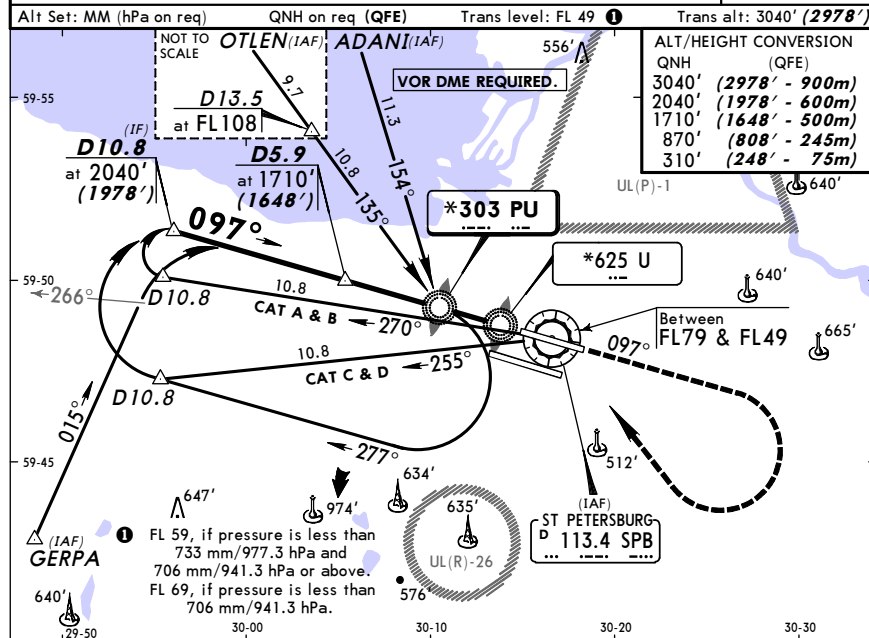 Alt Set: MM (hPa on req) QNH on req (QFE) Trans level: FL 49 ❶ Trans alt: 3040' (2978')
NOT TO
SCALE
OTLEN (IAF)
ADANI (IAF)
556'
ALT/HEIGHT CONVERSION
QNH (QFE)
3040' (2978' - 900m)
2040' (1978' - 600m)
1710' (1648' - 500m)
870' (808' - 245m)
310' (248' - 75m)
VOR DME REQUIRED.
59-55
9.7
D13.5
at FL108
11.3
154°
10.8
135°
(IF)
D10.8
at 2040'
(1978')
D5.9
at 1710'
(1648')
UL(P)-1
640'
097°
*303 PU
*625 U
59-50
266°
D10.8
10.8
CAT A & B
270°
640'
Between
FL79 & FL49
665'
097°
10.8
CAT C & D
255°
D10.8
015°
277°
59-45
512'
634'
647'
974'
635'
(IAF)
ST PETERSBURG
D 113.4 SPB
(IAF)
GERPA
❶ FL 59, if pressure is less than
733 mm/977.3 hPa and
706 mm/941.3 hPa or above.
FL 69, if pressure is less than
706 mm/941.3 hPa.
UL(R)-26
576'
640'
29-50 30-00 30-10 30-20 30-30